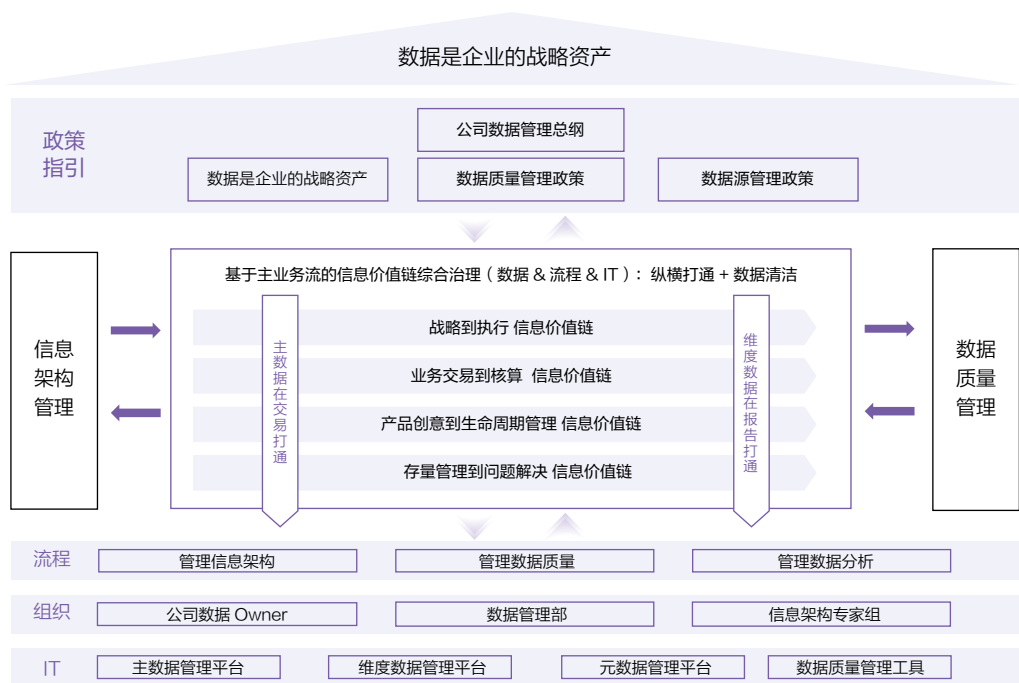 数据是企业的战略资产
政策
指引
公司数据管理总纲
数据是企业的战略资产
数据质量管理政策
数据源管理政策
信息
架构
管理
基于主业务流的信息价值链综合治理（数据 & 流程 & IT）：纵横打通 + 数据清洁
主数据在交易打通
战略到执行 信息价值链
业务交易到核算 信息价值链
产品创意到生命周期管理 信息价值链
存量管理到问题解决 信息价值链
维度数据在报告打通
数据
质量
管理
流程
管理信息架构
管理数据质量
管理数据分析
组织
公司数据 Owner
数据管理部
信息架构专家组
IT
主数据管理平台
维度数据管理平台
元数据管理平台
数据质量管理工具